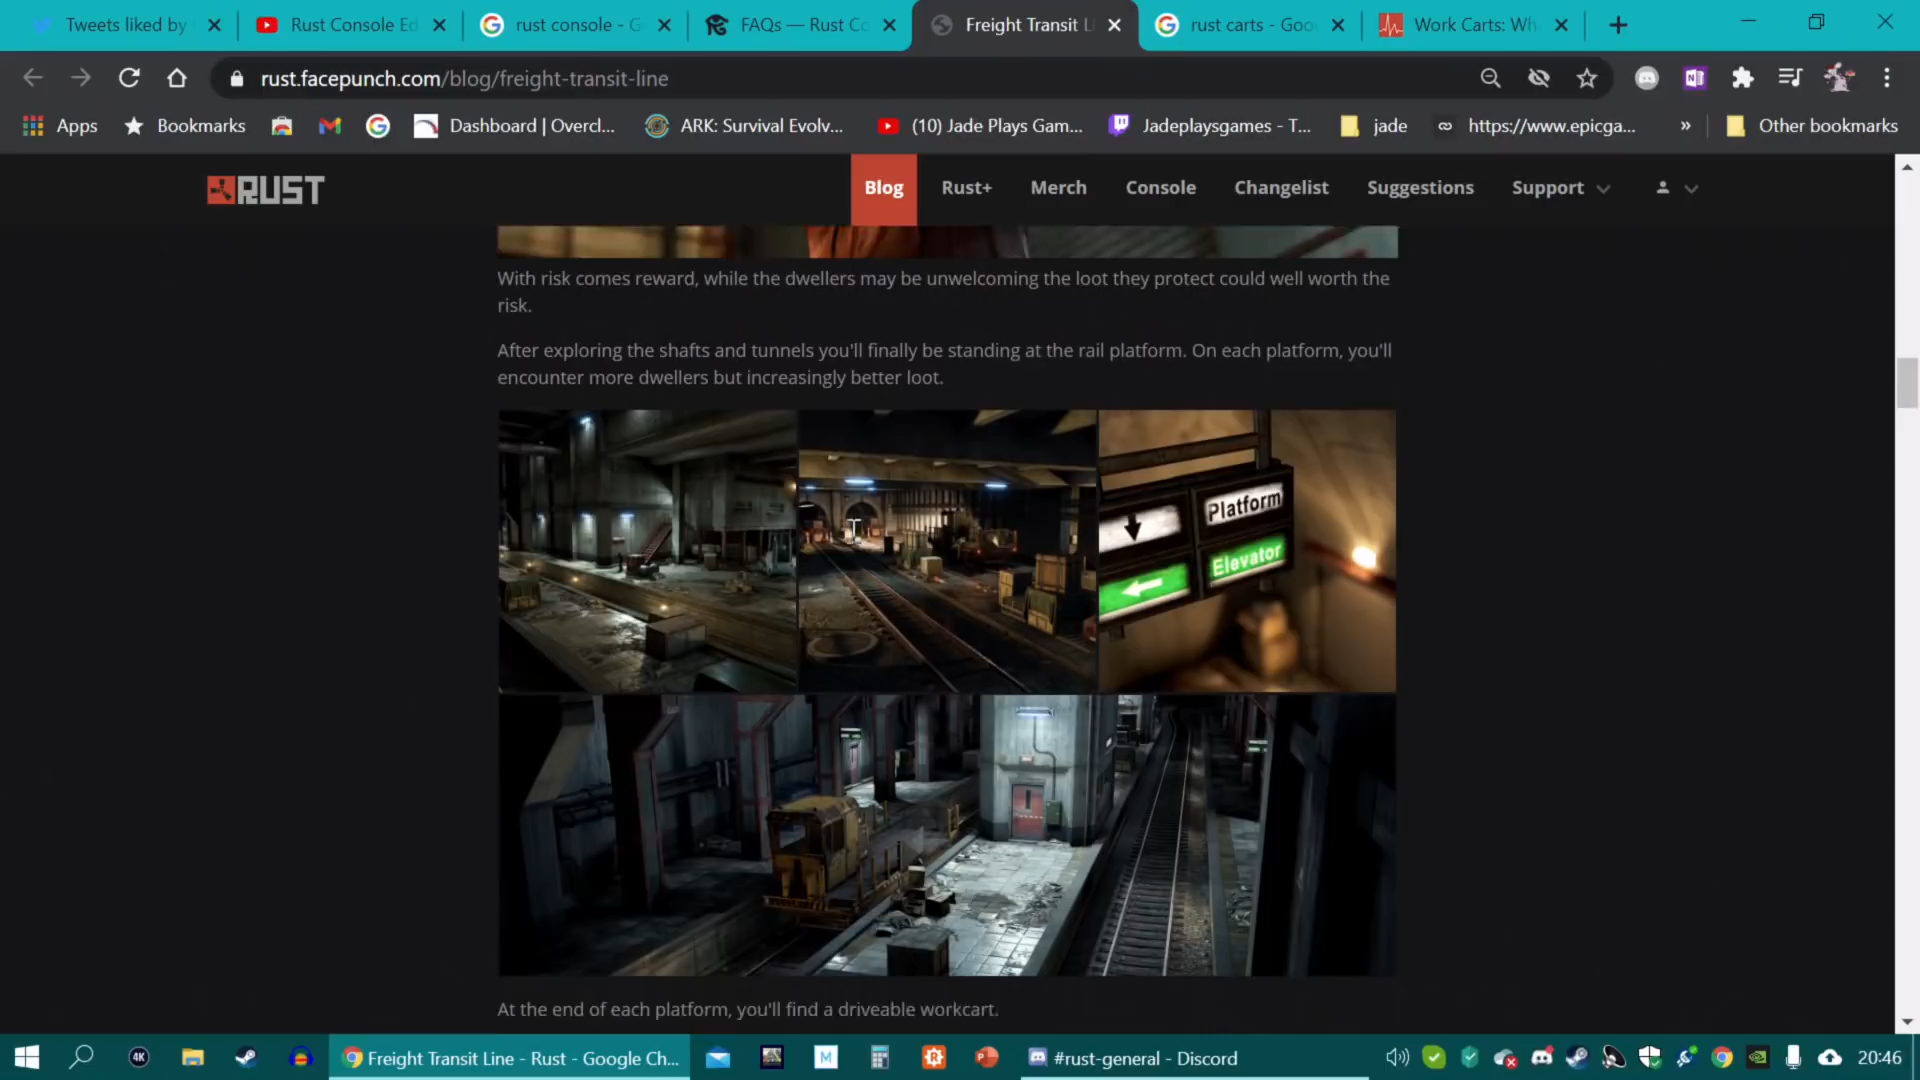 Tweets liked by
Rust Console Ed
rust console - G
FAQs — Rust Co
Freight Transit L
rust carts - Goo
Work Carts: Wh
rust.facepunch.com/blog/freight-transit-line
Apps
Bookmarks
Dashboard | Overcl...
ARK: Survival Evolv...
(10) Jade Plays Gam...
Jadeplaysgames - T...
jade
https://www.epicga...
»
Other bookmarks
RUST
Blog
Rust+
Merch
Console
Changelist
Suggestions
Support
With risk comes reward, while the dwellers may be unwelcoming the loot they protect could well worth the
risk.
After exploring the shafts and tunnels you'll finally be standing at the rail platform. On each platform, you'll
encounter more dwellers but increasingly better loot.
Platform
Elevator
At the end of each platform, you'll find a driveable workcart.
4K
Freight Transit Line - Rust - Google Ch...
M
#rust-general - Discord
20:46